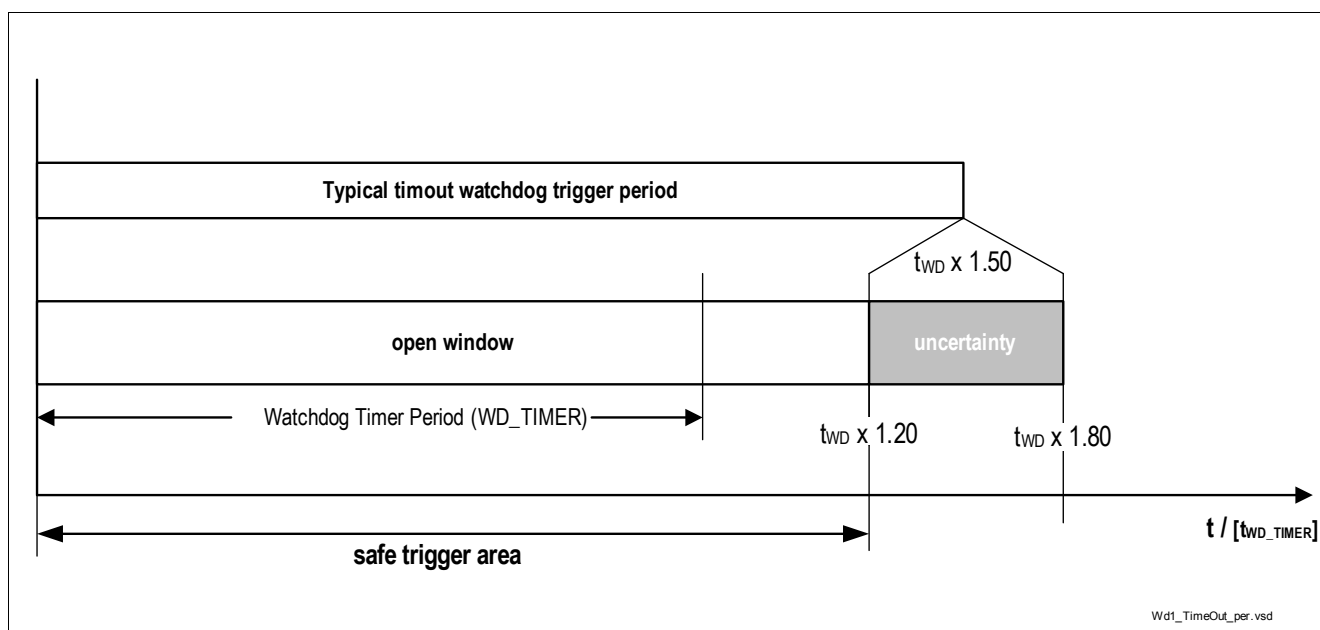 Typical timout watchdog trigger period
tWD x 1.50
open window
uncertainty
Watchdog Timer Period (WD_TIMER)
tWD x 1.20
tWD x 1.80
t / [tWD_TIMER]
safe trigger area
Wd1_TimeOut_per.vsd